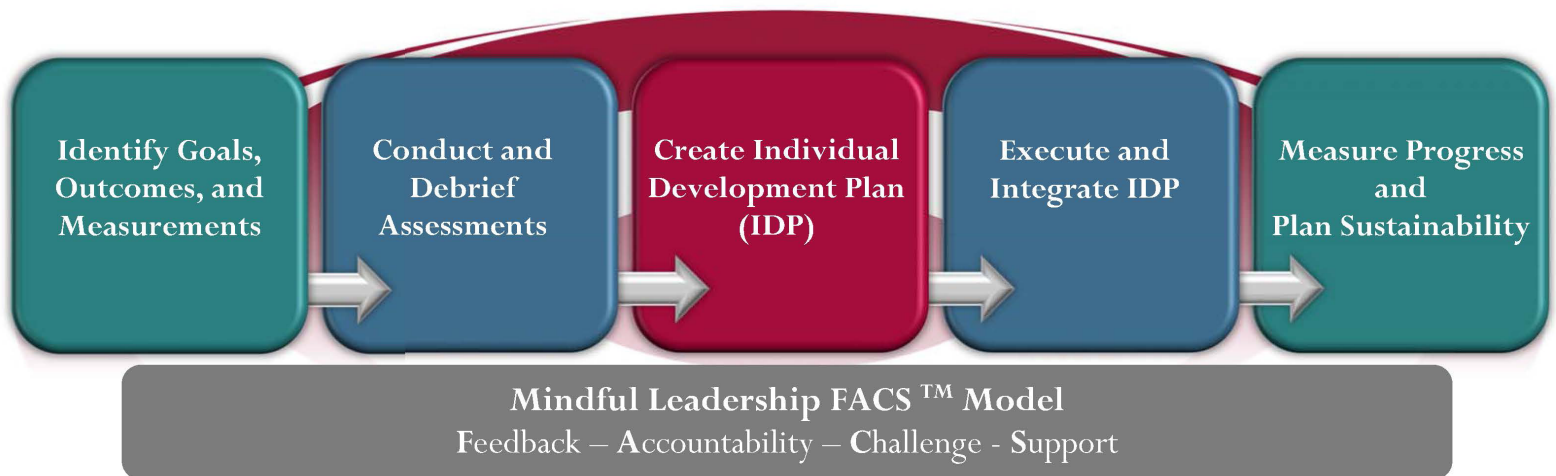 Identify Goals,
Outcomes, and
Measurements
Conduct and
Debrief
Assessments
Create Individual
Development Plan
(IDP)
Execute and
Integrate IDP
Measure Progress
and
Plan Sustainability
Mindful Leadership FACS ™ Model
Feedback – Accountability – Challenge - Support